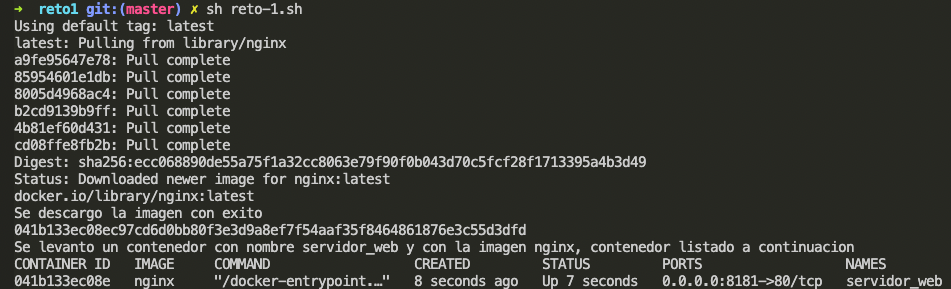 ➜ reto1 git:(master) ✗ sh reto-1.sh
Using default tag: latest
latest: Pulling from library/nginx
a9fe95647e78: Pull complete
85954601e1db: Pull complete
8005d4968ac4: Pull complete
b2cd9139b9ff: Pull complete
4b81ef60d431: Pull complete
cd08ffe8fb2b: Pull complete
Digest: sha256:ecc068890de55a75f1a32cc8063e79f90f0b043d70c5fcf28f1713395a4b3d49
Status: Downloaded newer image for nginx:latest
docker.io/library/nginx:latest
Se descargo la imagen con exito
041b133ec08ec97cd6d0bb80f3e3d9a8ef7f54aaf35f8464861876e3c55d3dfd
Se levanto un contenedor con nombre servidor_web y con la imagen nginx, contenedor listado a continuacion
CONTAINER ID IMAGE COMMAND CREATED STATUS PORTS NAMES
041b133ec08e nginx "/docker-entrypoint.…" 8 seconds ago Up 7 seconds 0.0.0.0:8181->80/tcp servidor_web